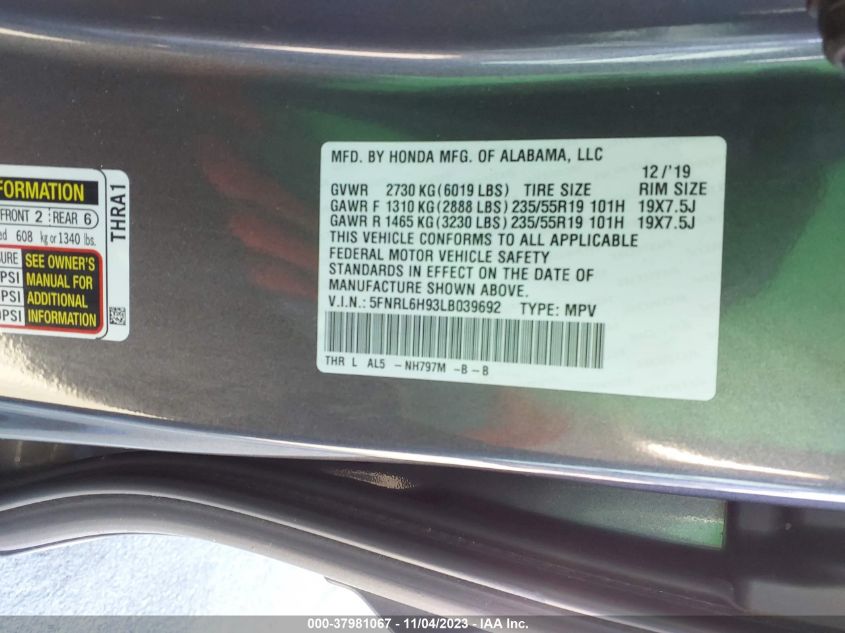 FORMATION
FRONT 2 REAR 6
608 kg or 1340 lbs.
SEE OWNER'S
PSI MANUAL FOR
PSI ADDITIONAL
PSI INFORMATION
THRA1
MFD. BY HONDA MFG. OF ALABAMA, LLC
12/'19
GVWR 2730 KG (6019 LBS) TIRE SIZE RIM SIZE
GAWR F 1310 KG (2888 LBS) 235/55R19 101H 19X7.5J
GAWR R 1465 KG (3230 LBS) 235/55R19 101H 19X7.5J
THIS VEHICLE CONFORMS TO ALL APPLICABLE
FEDERAL MOTOR VEHICLE SAFETY
STANDARDS IN EFFECT ON THE DATE OF
MANUFACTURE SHOWN ABOVE.
V.I.N.: 5FNRL6H93LB039692 TYPE: MPV
THR L AL5 - NH797M - B - B
000-37981067 - 11/04/2023 - IAA Inc.